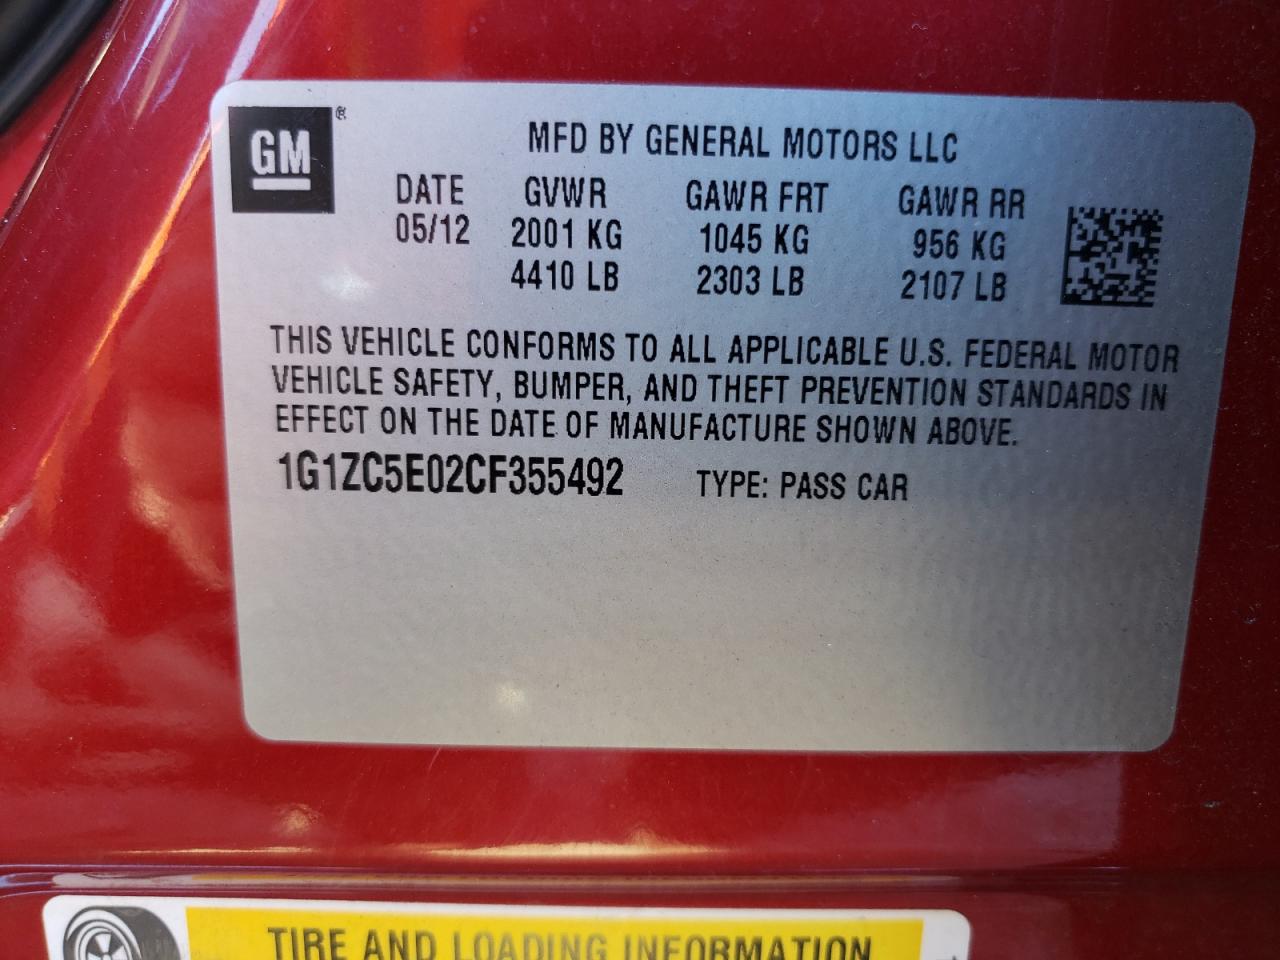 GM
®
MFD BY GENERAL MOTORS LLC
DATE GVWR GAWR FRT GAWR RR
05/12 2001 KG 1045 KG 956 KG
4410 LB 2303 LB 2107 LB
THIS VEHICLE CONFORMS TO ALL APPLICABLE U.S. FEDERAL MOTOR
VEHICLE SAFETY, BUMPER, AND THEFT PREVENTION STANDARDS IN
EFFECT ON THE DATE OF MANUFACTURE SHOWN ABOVE.
1G1ZC5E02CF355492 TYPE: PASS CAR
TIRE AND LOADING INFORMATION